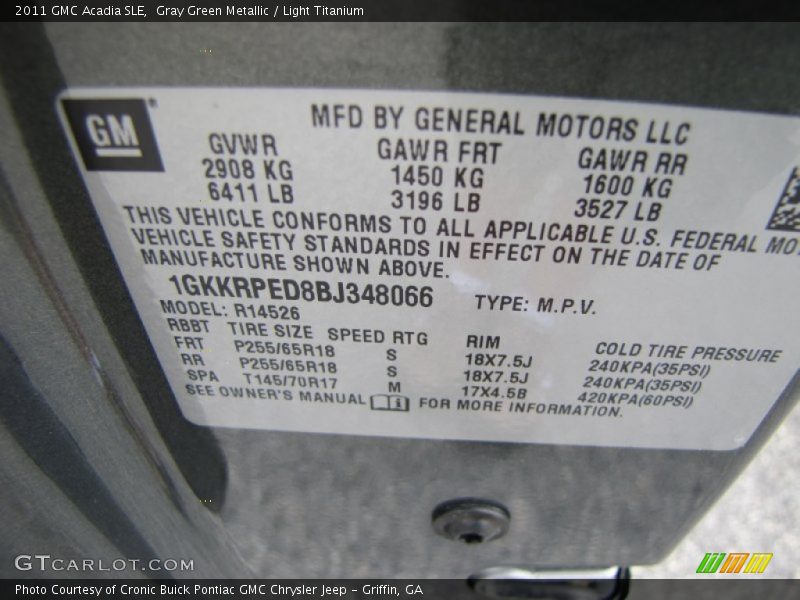 2011 GMC Acadia SLE,  Gray Green Metallic / Light Titanium
GM
MFD BY GENERAL MOTORS LLC
GVWR GAWR FRT GAWR RR
2908 KG 1450 KG 1600 KG
6411 LB 3196 LB 3527 LB
THIS VEHICLE CONFORMS TO ALL APPLICABLE U.S. FEDERAL MO
VEHICLE SAFETY STANDARDS IN EFFECT ON THE DATE OF
MANUFACTURE SHOWN ABOVE.
1GKKRPED8BJ348066 TYPE: M.P.V.
MODEL: R14526
RBBT TIRE SIZE SPEED RTG RIM COLD TIRE PRESSURE
FRT P255/65R18 S 18X7.5J 240KPA(35PSI)
RR P255/65R18 S 18X7.5J 240KPA(35PSI)
SPA T145/70R17 M 17X4.5B 420KPA(60PSI)
SEE OWNER'S MANUAL FOR MORE INFORMATION.
GTCARLOT.COM
Photo Courtesy of Cronic Buick Pontiac GMC Chrysler Jeep – Griffin, GA